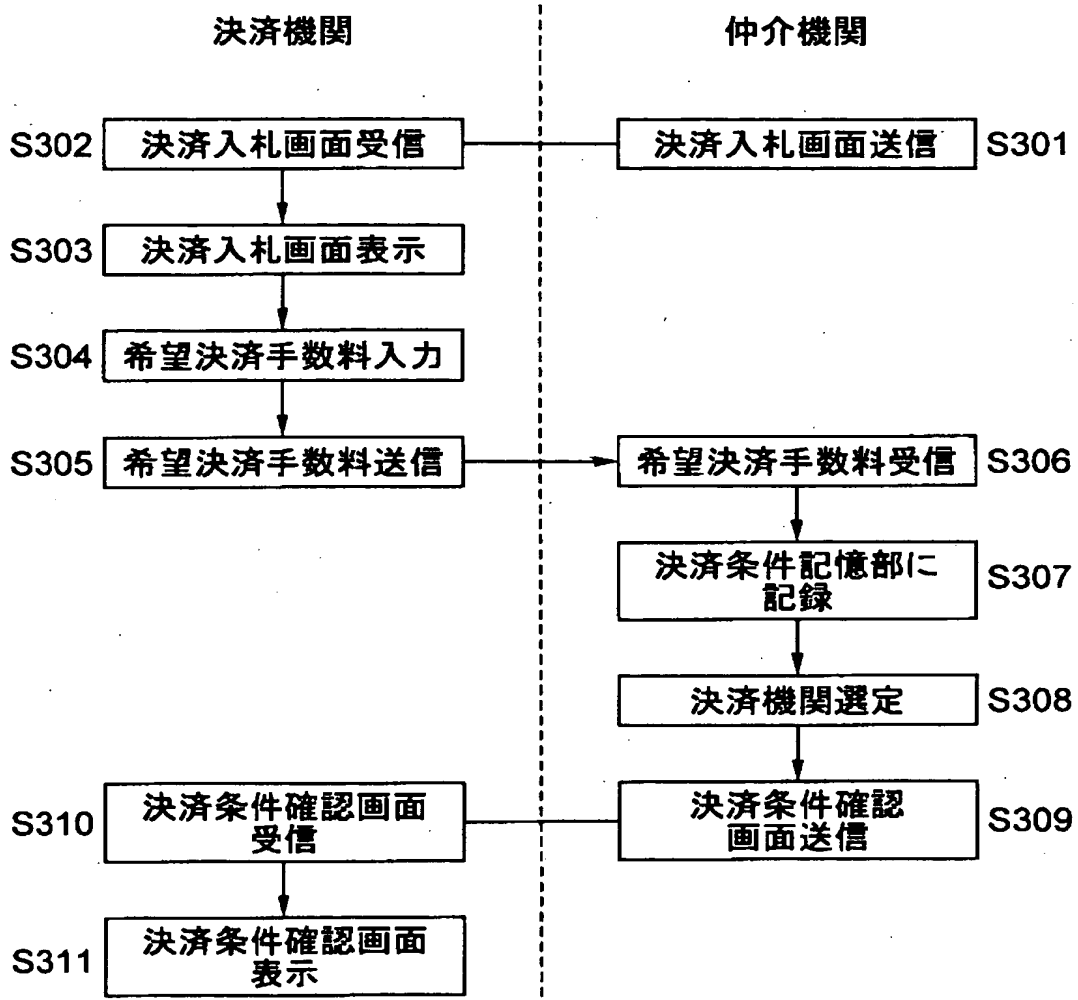 決済機関
仲介機関
S302
決済入札画面受信
決済入札画面送信
S301
S303
決済入札画面表示
S304
希望決済手数料入力
S305
希望決済手数料送信
希望決済手数料受信
S306
決済条件記憶部に
記録
S307
決済機関選定
S308
S310
決済条件確認画面
受信
決済条件確認
画面送信
S309
S311
決済条件確認画面
表示